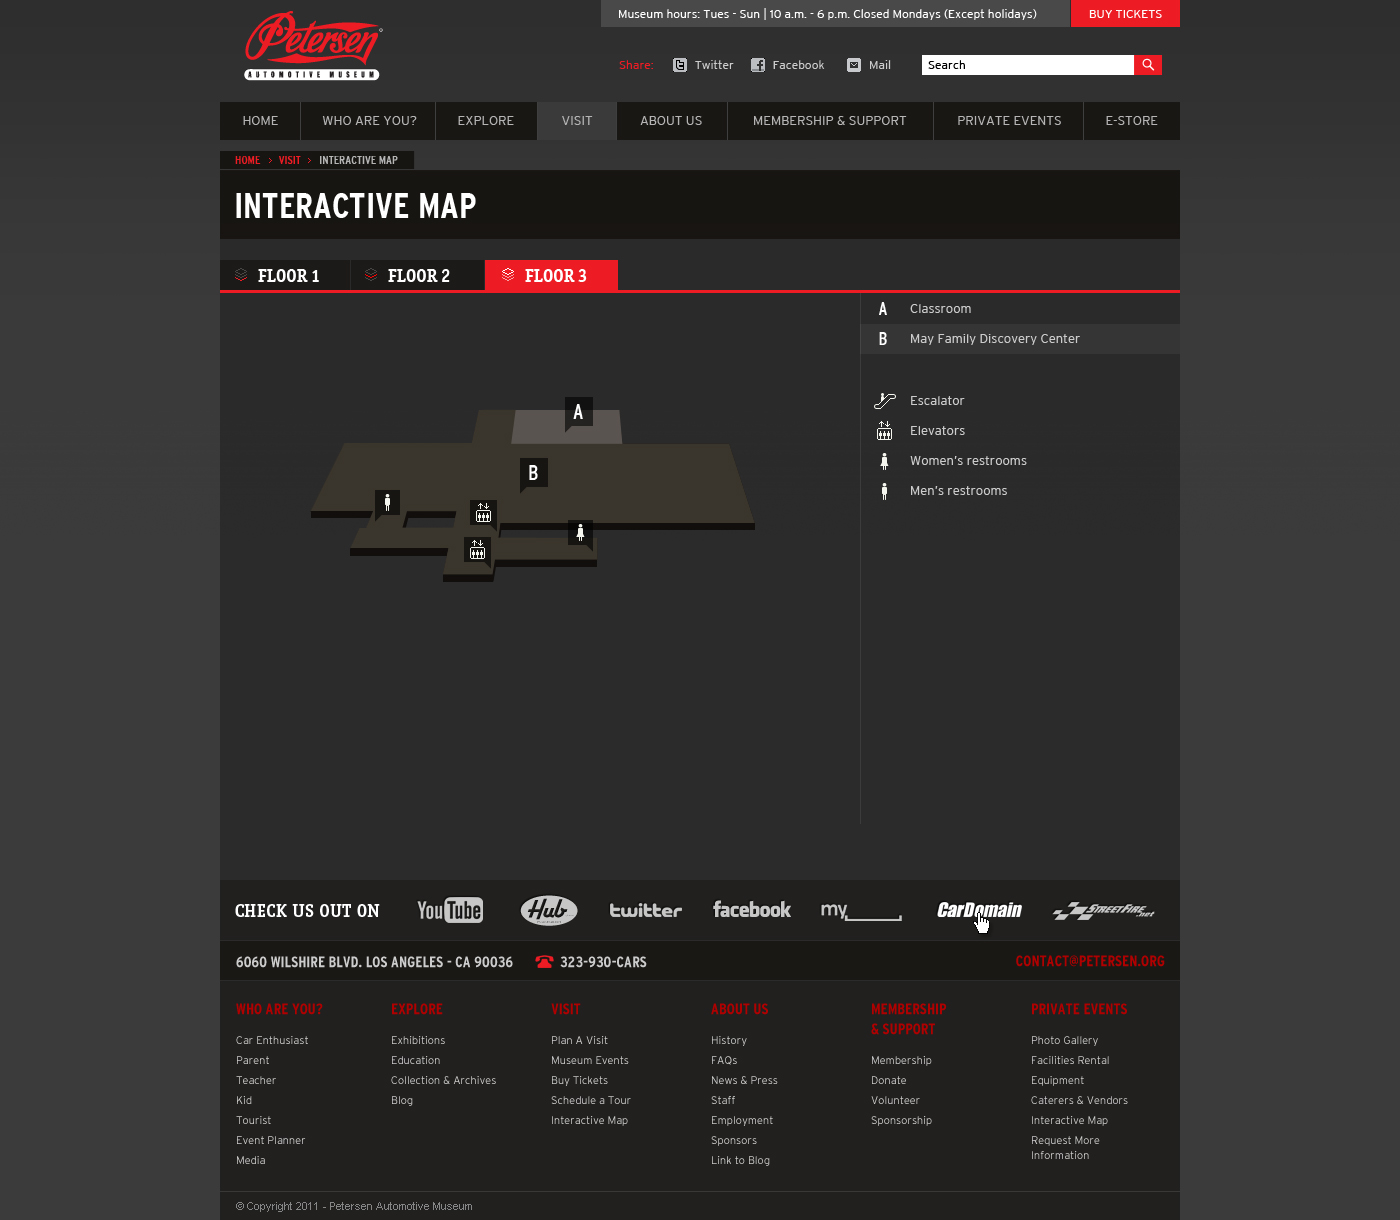 Petersen
AUTOMOTIVE MUSEUM
Museum hours: Tues - Sun | 10 a.m. - 6 p.m. Closed Mondays (Except holidays)
BUY TICKETS
Share:
Twitter
Facebook
Mail
Search
HOME
WHO ARE YOU?
EXPLORE
VISIT
ABOUT US
MEMBERSHIP & SUPPORT
PRIVATE EVENTS
E-STORE
HOME > VISIT > INTERACTIVE MAP
INTERACTIVE MAP
FLOOR 1
FLOOR 2
FLOOR 3
A Classroom
B May Family Discovery Center
Escalator
Elevators
Women's restrooms
Men's restrooms
A
B
CHECK US OUT ON
YouTube
Hub
twitter
facebook
my
CarDomain
STREETFIRE.net
6060 WILSHIRE BLVD. LOS ANGELES - CA 90036
323-930-CARS
CONTACT@PETERSEN.ORG
WHO ARE YOU?
Car Enthusiast
Parent
Teacher
Kid
Tourist
Event Planner
Media
EXPLORE
Exhibitions
Education
Collection & Archives
Blog
VISIT
Plan A Visit
Museum Events
Buy Tickets
Schedule a Tour
Interactive Map
ABOUT US
History
FAQs
News & Press
Staff
Employment
Sponsors
Link to Blog
MEMBERSHIP
& SUPPORT
Membership
Donate
Volunteer
Sponsorship
PRIVATE EVENTS
Photo Gallery
Facilities Rental
Equipment
Caterers & Vendors
Interactive Map
Request More
Information
© Copyright 2011 - Petersen Automotive Museum